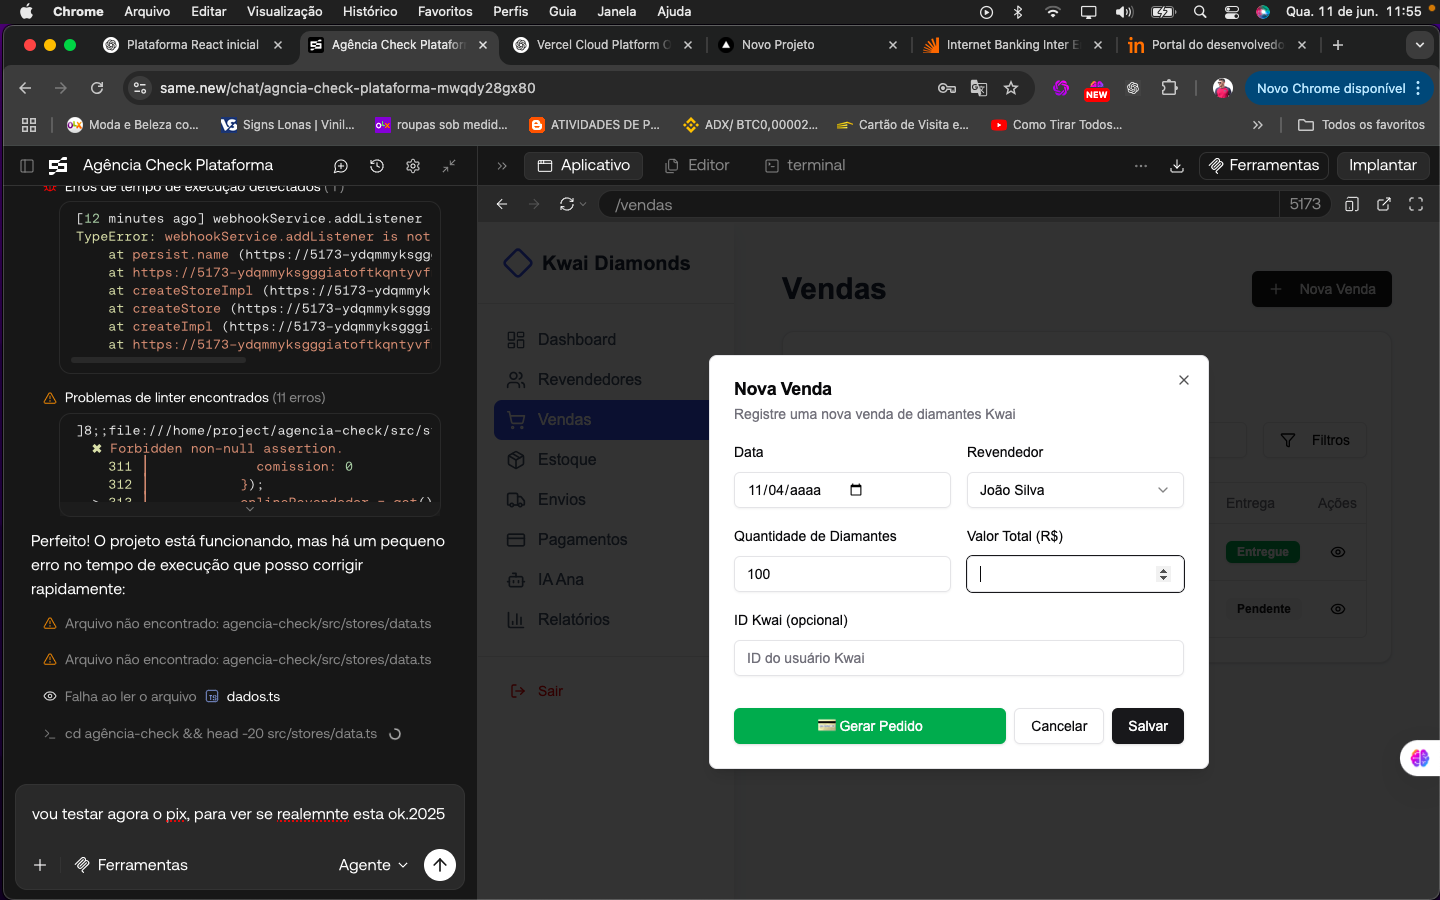 Chrome Arquivo Editar Visualização Histórico Favoritos Perfis Guia Janela Ajuda
Qua. 11 de jun. 11:55
Plataforma React inicial
Agência Check Platafor
Vercel Cloud Platform
Novo Projeto
Internet Banking Inter E
Portal do desenvolvedo
same.new/chat/agncia-check-plataforma-mwqdy28gx80
NEW
Novo Chrome disponível
Moda e Beleza co...
Signs Lonas | Vinil...
roupas sob medid...
ATIVIDADES DE P...
ADX/ BTC0,00002...
Cartão de Visita e...
Como Tirar Todos...
Todos os favoritos
Agência Check Plataforma
Aplicativo
Editor
terminal
Ferramentas
Implantar
/vendas
5173
Erros de tempo de execução detectados (1)
[12 minutes ago] webhookService.addListener
TypeError: webhookService.addListener is not
at persist.name (https://5173-ydqmmyksggg
at https://5173-ydqmmyksgggiatoftkqntyvf
at createStoreImpl (https://5173-ydqmmyk
at createStore (https://5173-ydqmmyksggg
at createImpl (https://5173-ydqmmyksgggi
at https://5173-ydqmmyksgggiatoftkqntyvf
Problemas de linter encontrados (11 erros)
]8;;file:///home/project/agencia-check/src/s
✖ Forbidden non-null assertion.
311 comission: 0
312 });
> 313 onlineRevendedor = get()
Perfeito! O projeto está funcionando, mas há um pequeno
erro no tempo de execução que posso corrigir
rapidamente:
Arquivo não encontrado: agencia-check/src/stores/data.ts
Arquivo não encontrado: agencia-check/src/stores/data.ts
Falha ao ler o arquivo TS dados.ts
cd agência-check && head -20 src/stores/data.ts
vou testar agora o pix, para ver se realemnte esta ok.2025
Ferramentas
Agente
Kwai Diamonds
Dashboard
Revendedores
Vendas
Estoque
Envios
Pagamentos
IA Ana
Relatórios
Sair
Vendas
+ Nova Venda
Filtros
Entrega Ações
Entregue
Pendente
Nova Venda
Registre uma nova venda de diamantes Kwai
Data
Revendedor
11/04/aaaa
João Silva
Quantidade de Diamantes
Valor Total (R$)
100
ID Kwai (opcional)
ID do usuário Kwai
💳 Gerar Pedido
Cancelar
Salvar